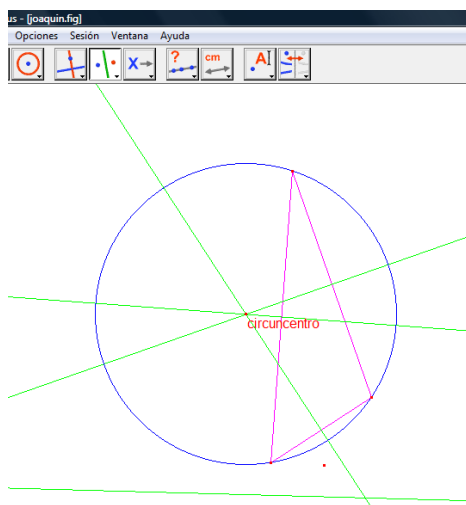 us - [joaquin.fig]
Opciones Sesión Ventana Ayuda
X ? cm A
circuncentro